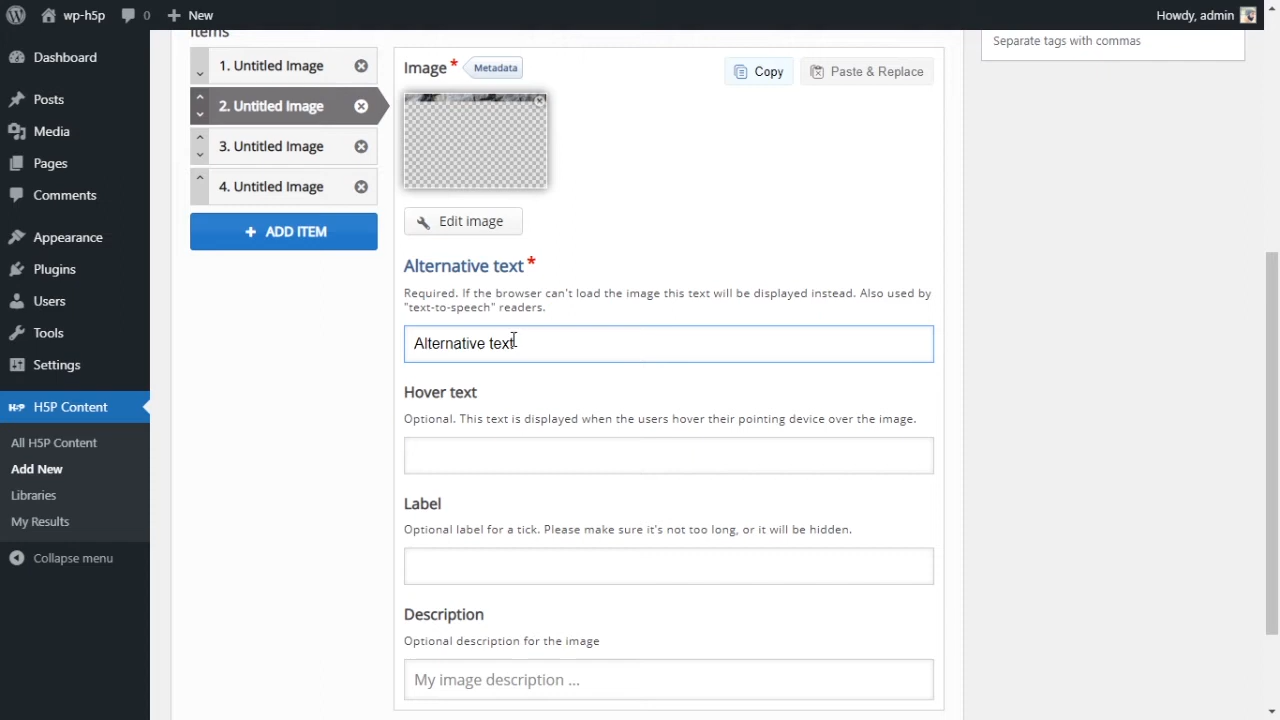 wp-h5p
0
New
Howdy, admin
Dashboard
Posts
Media
Pages
Comments
Appearance
Plugins
Users
Tools
Settings
H5P Content
All H5P Content
Add New
Libraries
My Results
Collapse menu
Items
1. Untitled Image
2. Untitled Image
3. Untitled Image
4. Untitled Image
+ ADD ITEM
Image *
Metadata
Copy
Paste & Replace
Edit image
Alternative text *
Required. If the browser can't load the image this text will be displayed instead. Also used by
"text-to-speech" readers.
Alternative text
Hover text
Optional. This text is displayed when the users hover their pointing device over the image.
Label
Optional label for a tick. Please make sure it's not too long, or it will be hidden.
Description
Optional description for the image
My image description ...
Separate tags with commas